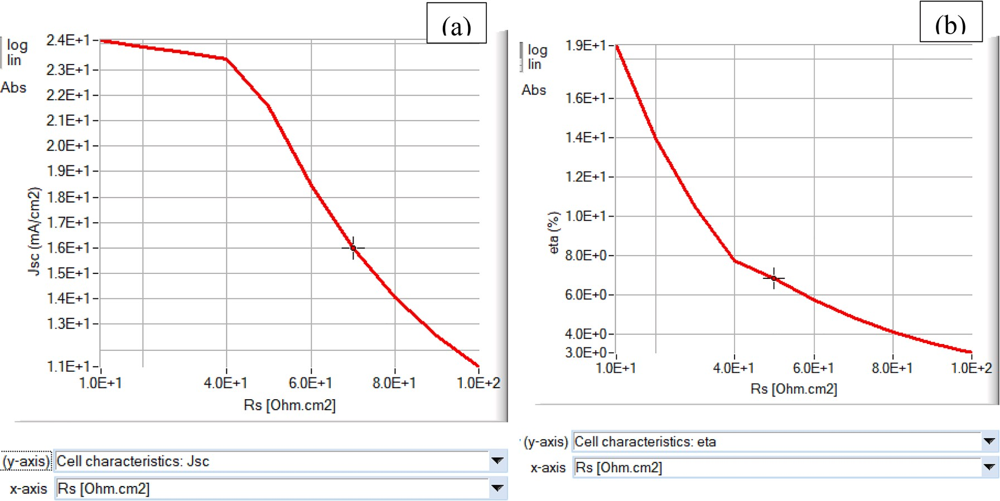 (a)
log
lin
Abs
2.4E+1
2.3E+1
2.2E+1
2.1E+1
2.0E+1
1.9E+1
1.8E+1
1.7E+1
1.6E+1
1.5E+1
1.4E+1
1.3E+1
1.1E+1
Jsc (mA/cm2)
1.0E+1 4.0E+1 6.0E+1 8.0E+1 1.0E+2
Rs [Ohm.cm2]
(y-axis) Cell characteristics: Jsc
x-axis Rs [Ohm.cm2]
(b)
log
lin
Abs
1.9E+1
1.6E+1
1.4E+1
1.2E+1
1.0E+1
8.0E+0
6.0E+0
4.0E+0
3.0E+0
eta (%)
1.0E+1 4.0E+1 6.0E+1 8.0E+1 1.0E+2
Rs [Ohm.cm2]
(y-axis) Cell characteristics: eta
x-axis Rs [Ohm.cm2]